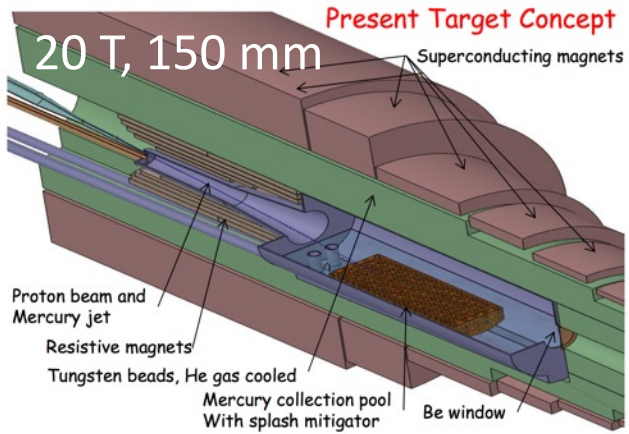 Present Target Concept
20 T, 150 mm
Superconducting magnets
Proton beam and
Mercury jet
Resistive magnets
Tungsten beads, He gas cooled
Mercury collection pool
With splash mitigator
Be window